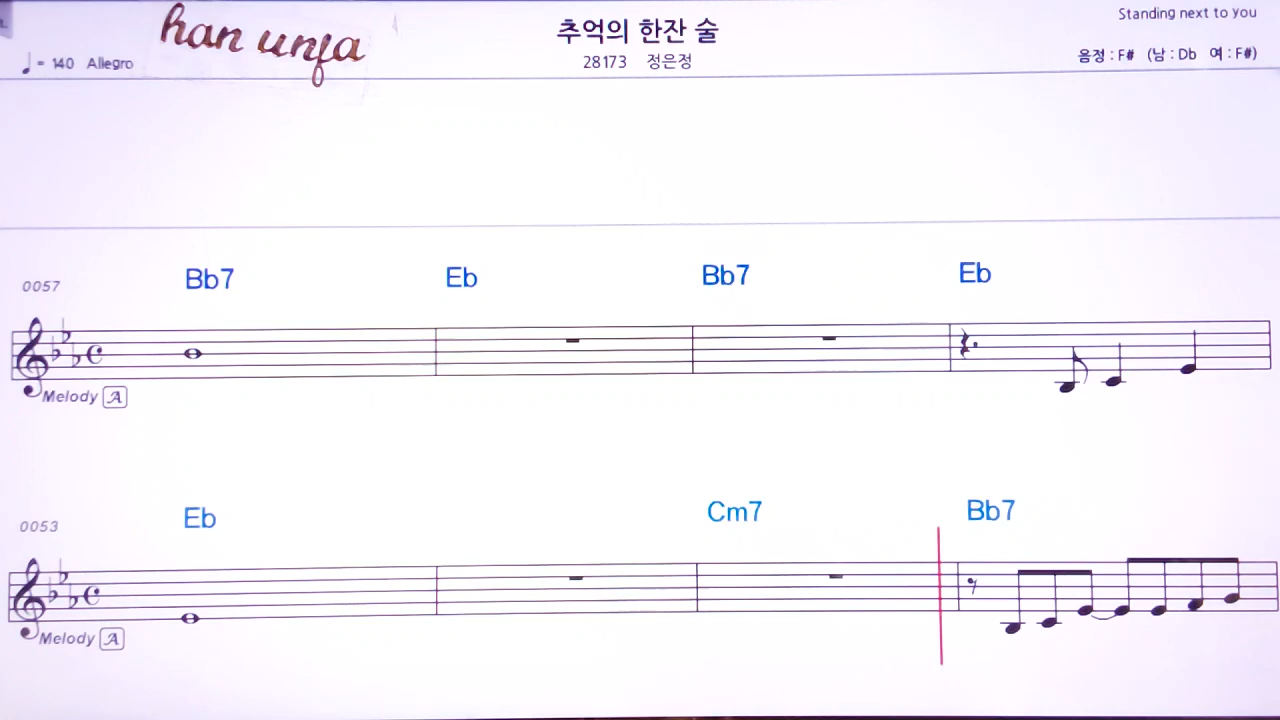 han unfa
추억의 한잔 술
Standing next to you
♩ = 140 Allegro
28173 정은정
음정 : F# (남 : Db 여 : F#)
0057 Bb7 Eb Bb7 Eb
Melody A
0053 Eb Cm7 Bb7
Melody A